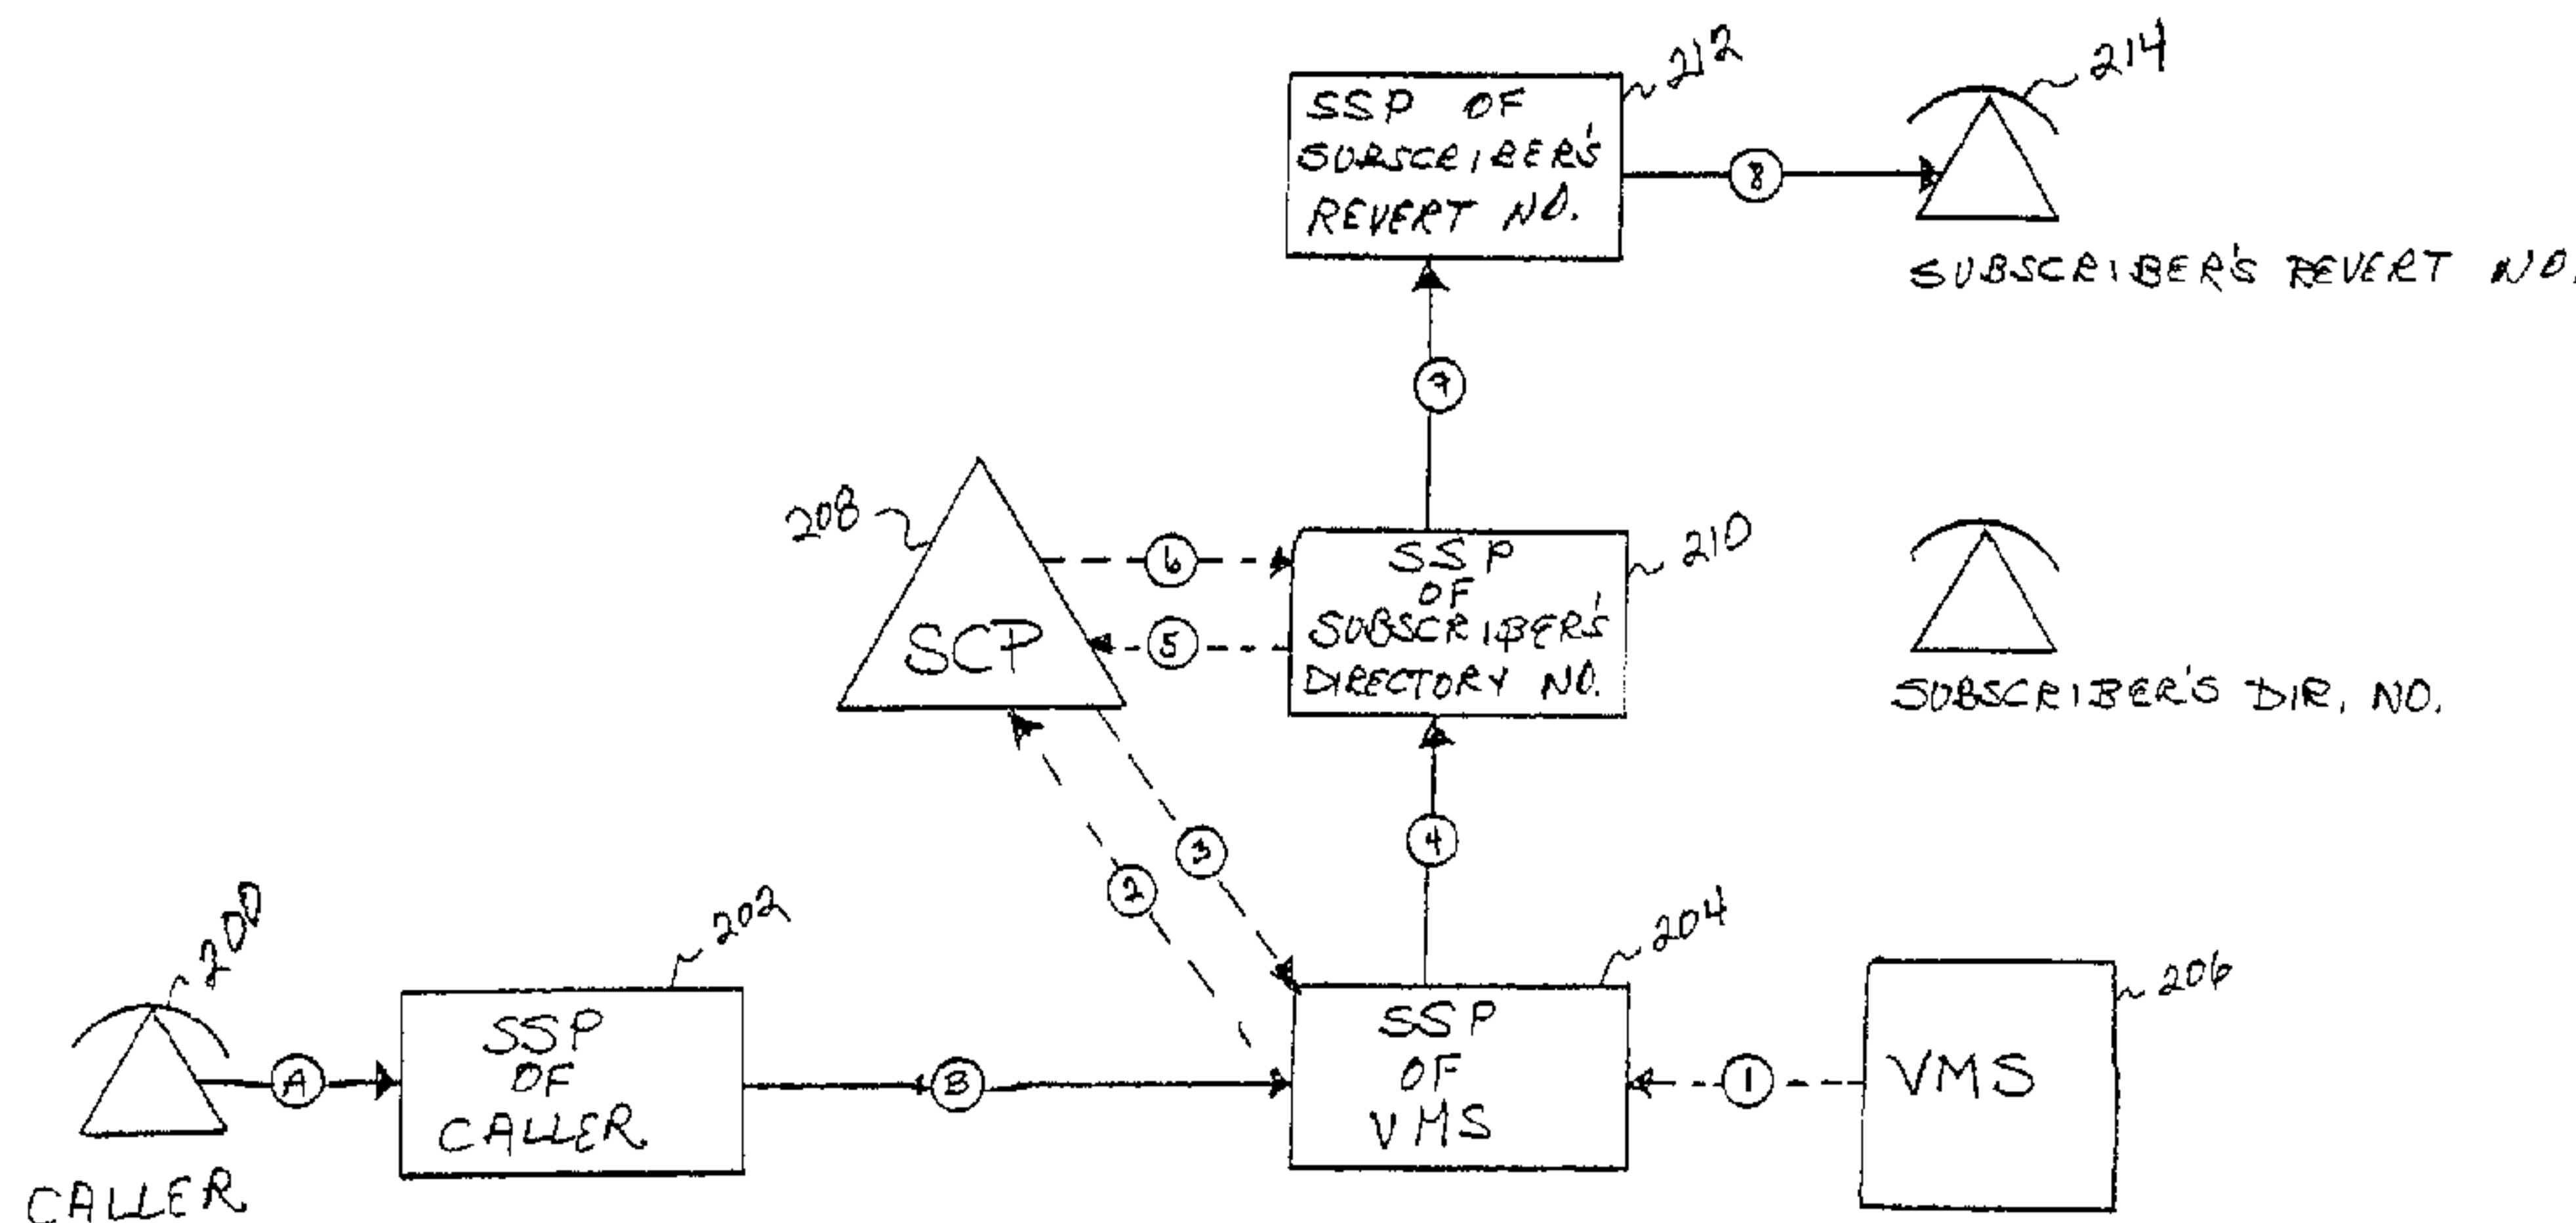 212
SSP OF
SUBSCRIBER'S
REVERT NO.
8
214
SUBSCRIBER'S REVERT NO.
7
208
SCP
6
5
SSP
OF
SUBSCRIBER'S
DIRECTORY NO.
210
SUBSCRIBER'S DIR. NO.
3
2
4
200
CALLER
A
202
SSP
OF
CALLER
B
204
SSP
OF
VMS
1
206
VMS